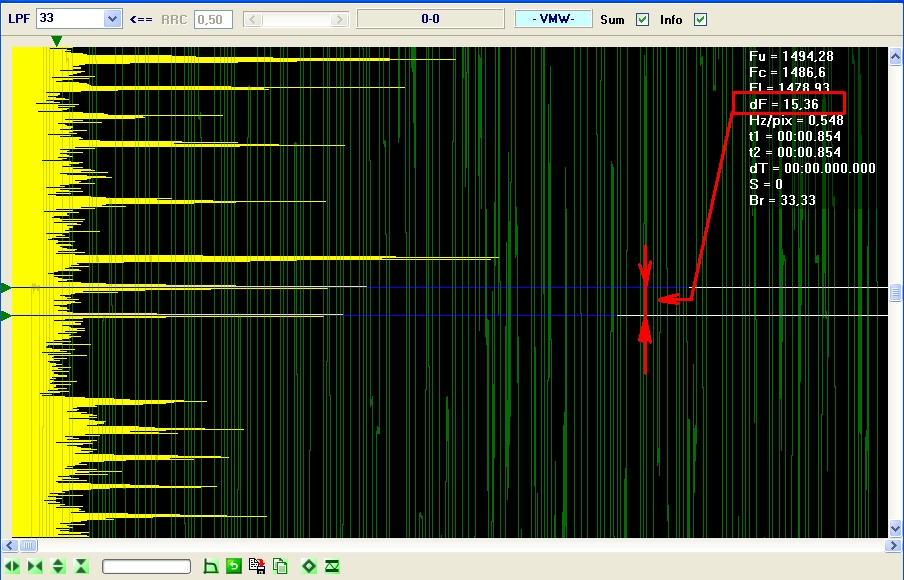 LPF 33 <== RRC 0,50 0-0 - VMW- Sum Info
Fu = 1494,28
Fc = 1486,6
Fl = 1478,93
dF = 15,36
Hz/pix = 0,548
t1 = 00:00.854
t2 = 00:00.854
dT = 00:00.000.000
S = 0
Br = 33,33